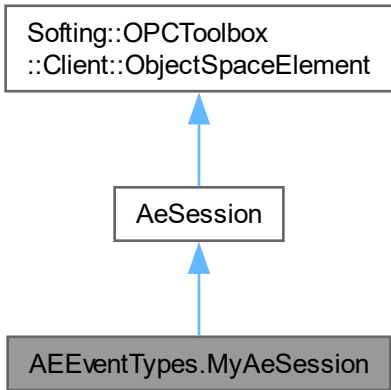 Softing::OPCToolbox
::Client::ObjectSpaceElement
AeSession
AEEventTypes.MyAeSession